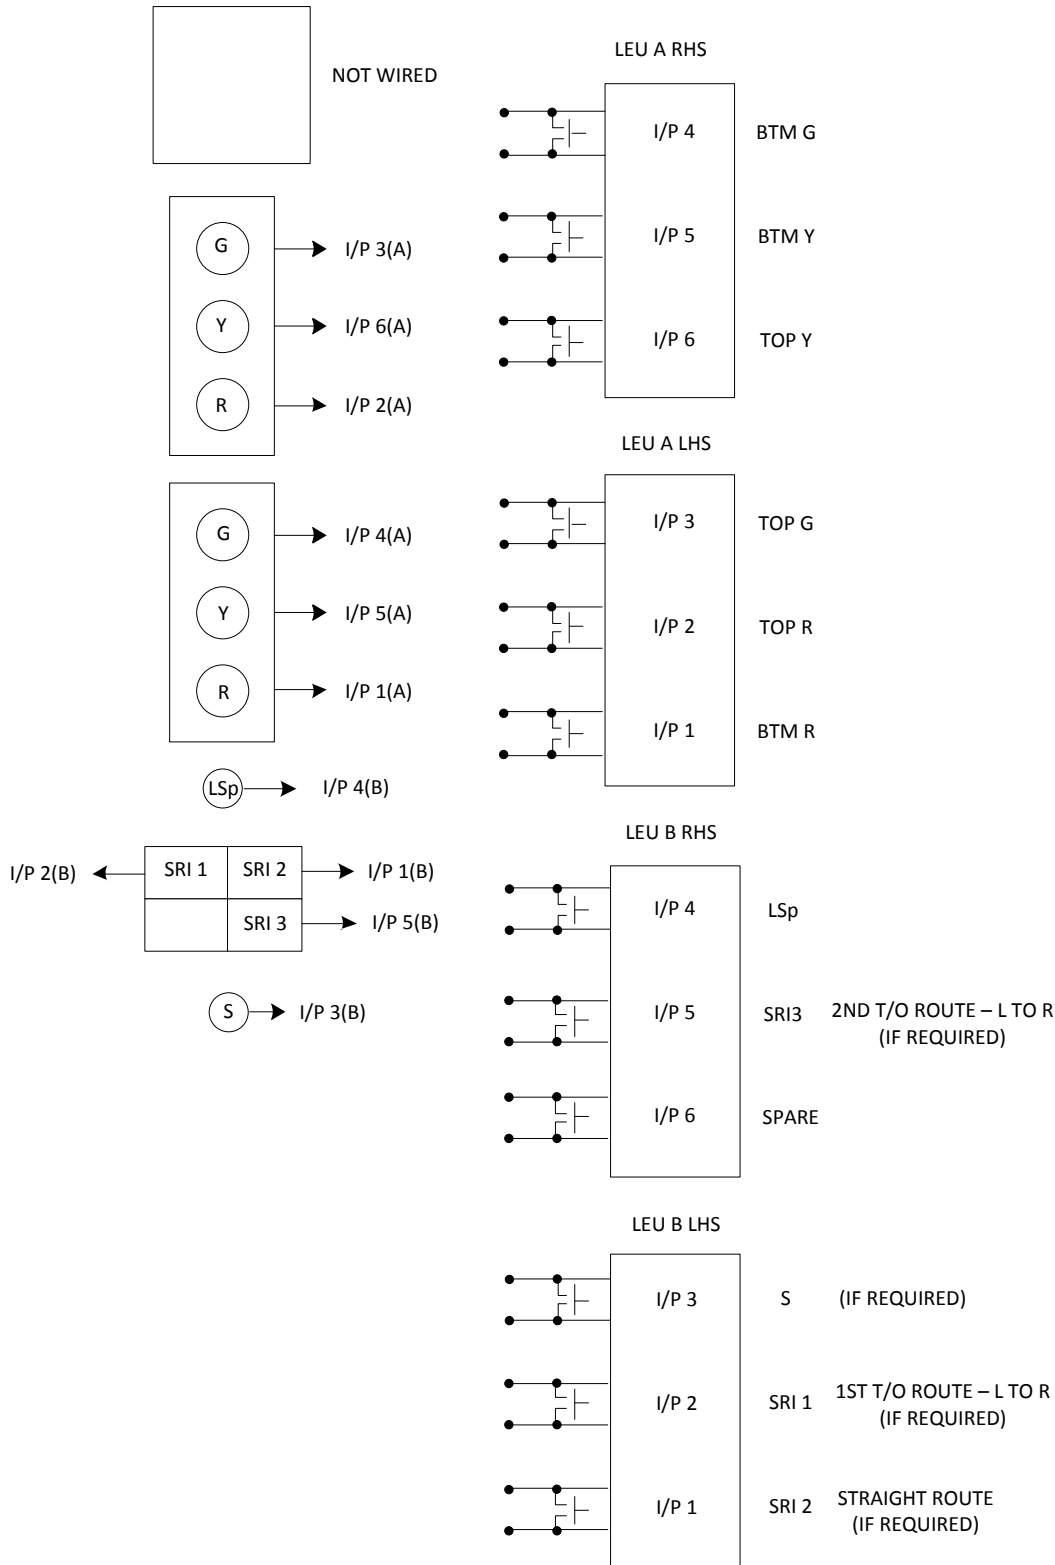 NOT WIRED
G
I/P 3(A)
Y
I/P 6(A)
R
I/P 2(A)
G
I/P 4(A)
Y
I/P 5(A)
R
I/P 1(A)
LSp
I/P 4(B)
I/P 2(B)
SRI 1
SRI 2
I/P 1(B)
SRI 3
I/P 5(B)
S
I/P 3(B)
LEU A RHS
I/P 4
BTM G
I/P 5
BTM Y
I/P 6
TOP Y
LEU A LHS
I/P 3
TOP G
I/P 2
TOP R
I/P 1
BTM R
LEU B RHS
I/P 4
LSp
I/P 5
SRI3
2ND T/O ROUTE – L TO R
(IF REQUIRED)
I/P 6
SPARE
LEU B LHS
I/P 3
S
(IF REQUIRED)
I/P 2
SRI 1
1ST T/O ROUTE – L TO R
(IF REQUIRED)
I/P 1
SRI 2
STRAIGHT ROUTE
(IF REQUIRED)